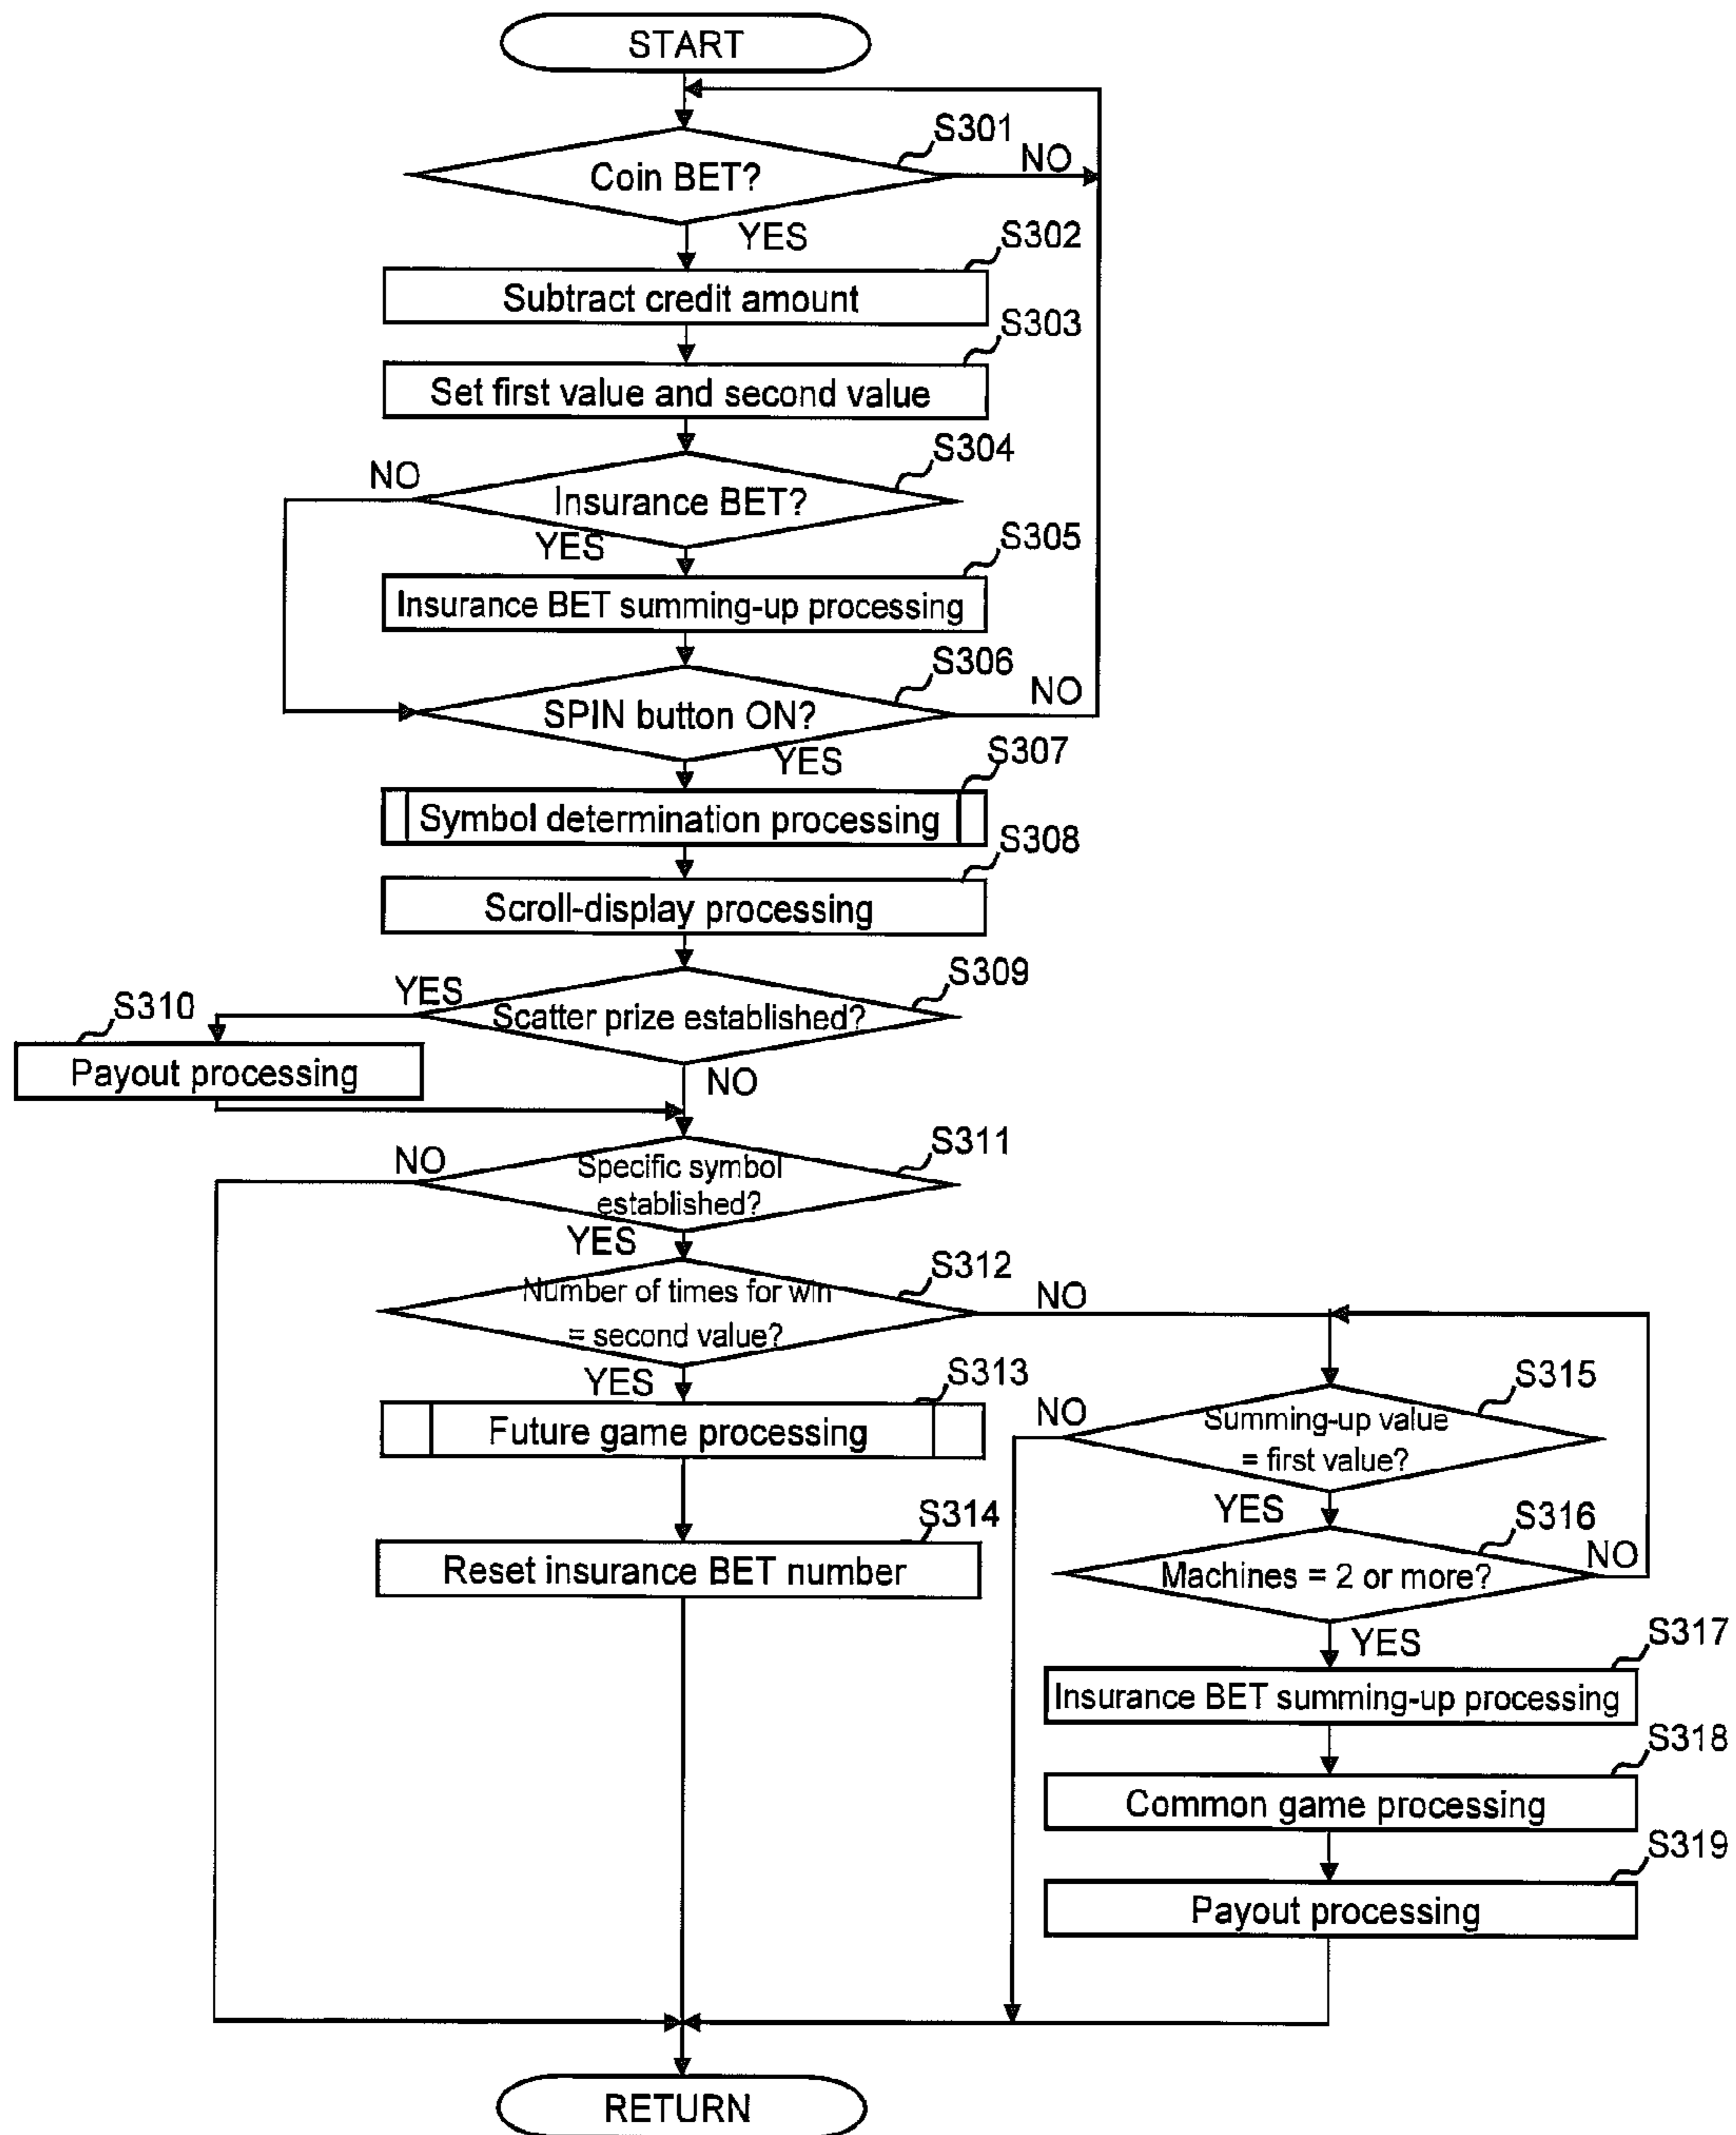 START
S301
Coin BET?
NO
YES
S302
Subtract credit amount
S303
Set first value and second value
S304
NO
Insurance BET?
YES
S305
Insurance BET summing-up processing
S306
NO
SPIN button ON?
YES
S307
Symbol determination processing
S308
Scroll-display processing
S309
YES
Scatter prize established?
S310
Payout processing
NO
S311
NO
Specific symbol
established?
YES
S312
Number of times for win
= second value?
NO
YES
S313
Future game processing
S314
Reset insurance BET number
S315
NO
Summing-up value
= first value?
YES
S316
Machines = 2 or more?
NO
YES
S317
Insurance BET summing-up processing
S318
Common game processing
S319
Payout processing
RETURN